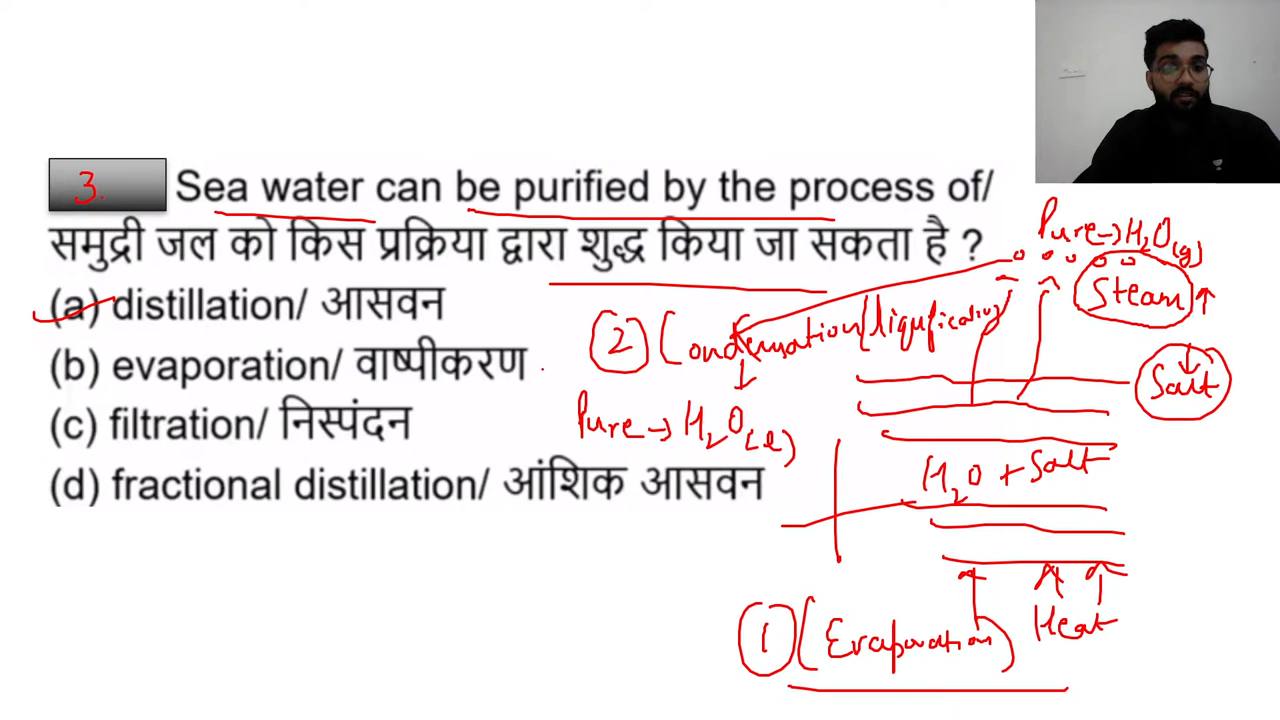 3. Sea water can be purified by the process of/
समुद्री जल को किस प्रक्रिया द्वारा शुद्ध किया जा सकता है ?
(a) distillation/ आसवन
(b) evaporation/ वाष्पीकरण
(c) filtration/ निस्पंदन
(d) fractional distillation/ आंशिक आसवन
Pure→H₂O(g)
Steam ↑
② (Condensation/liquification
Salt
Pure→H₂O(l)
H₂O + Salt
Heat
① (Evaporation)